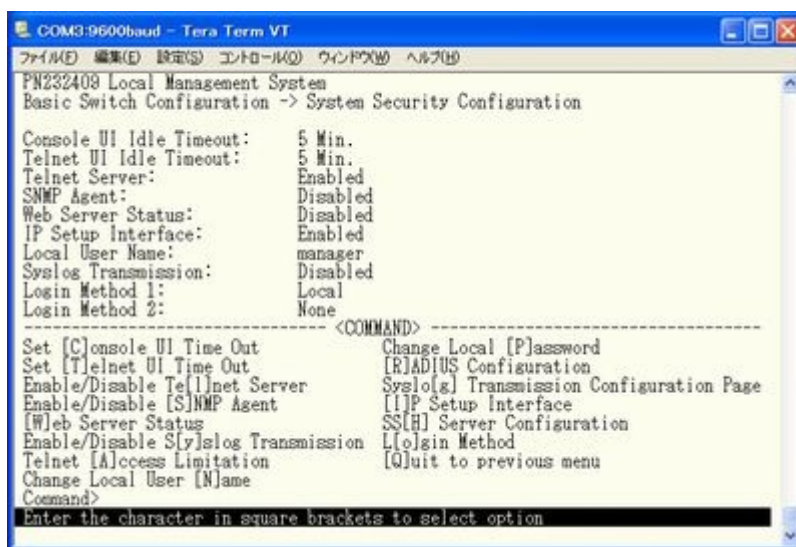 COM3:9600baud - Tera Term VT
ファイル(F) 編集(E) 設定(S) コントロール(O) ウィンドウ(W) ヘルプ(H)
PN232409 Local Management System
Basic Switch Configuration -> System Security Configuration
Console UI Idle Timeout: 5 Min.
Telnet UI Idle Timeout: 5 Min.
Telnet Server: Enabled
SNMP Agent: Disabled
Web Server Status: Disabled
IP Setup Interface: Enabled
Local User Name: manager
Syslog Transmission: Disabled
Login Method 1: Local
Login Method 2: None
-------------------------------- <COMMAND> -----------------------------------
Set [C]onsole UI Time Out Change Local [P]assword
Set [T]elnet UI Time Out [R]ADIUS Configuration
Enable/Disable Te[l]net Server Syslo[g] Transmission Configuration Page
Enable/Disable [S]NMP Agent [I]P Setup Interface
[W]eb Server Status SS[H] Server Configuration
Enable/Disable S[y]slog Transmission L[o]gin Method
Telnet [A]ccess Limitation [Q]uit to previous menu
Change Local User [N]ame
Command>
Enter the character in square brackets to select option